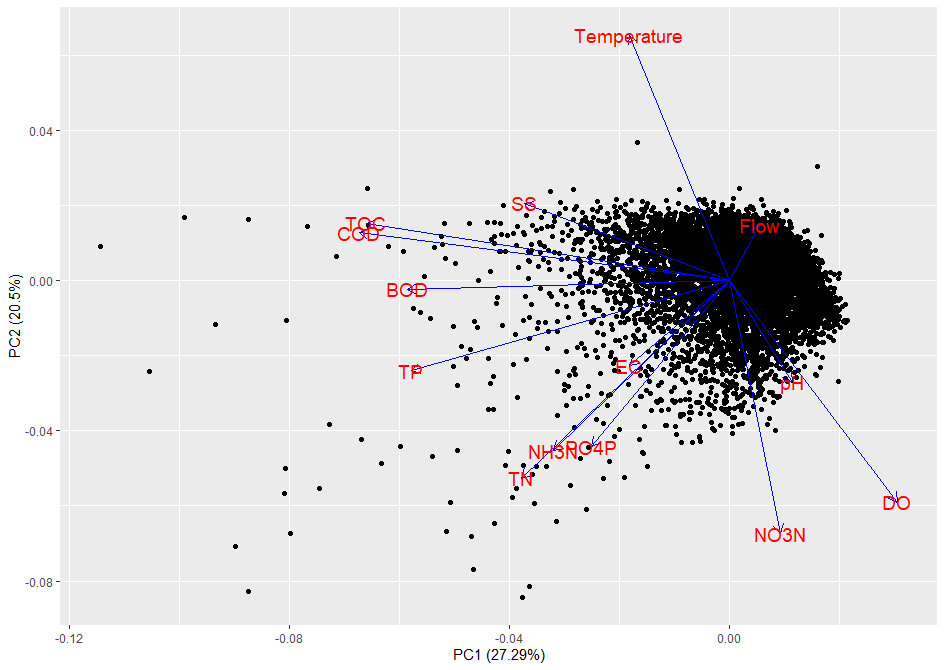 Temperature
0.04
SS
TOC
COD
Flow
0.00
BOD
TP
EC
pH
-0.04
NH3N
PO4P
TN
DO
NO3N
-0.08
-0.12
-0.08
-0.04
0.00
PC1 (27.29%)
PC2 (20.5%)